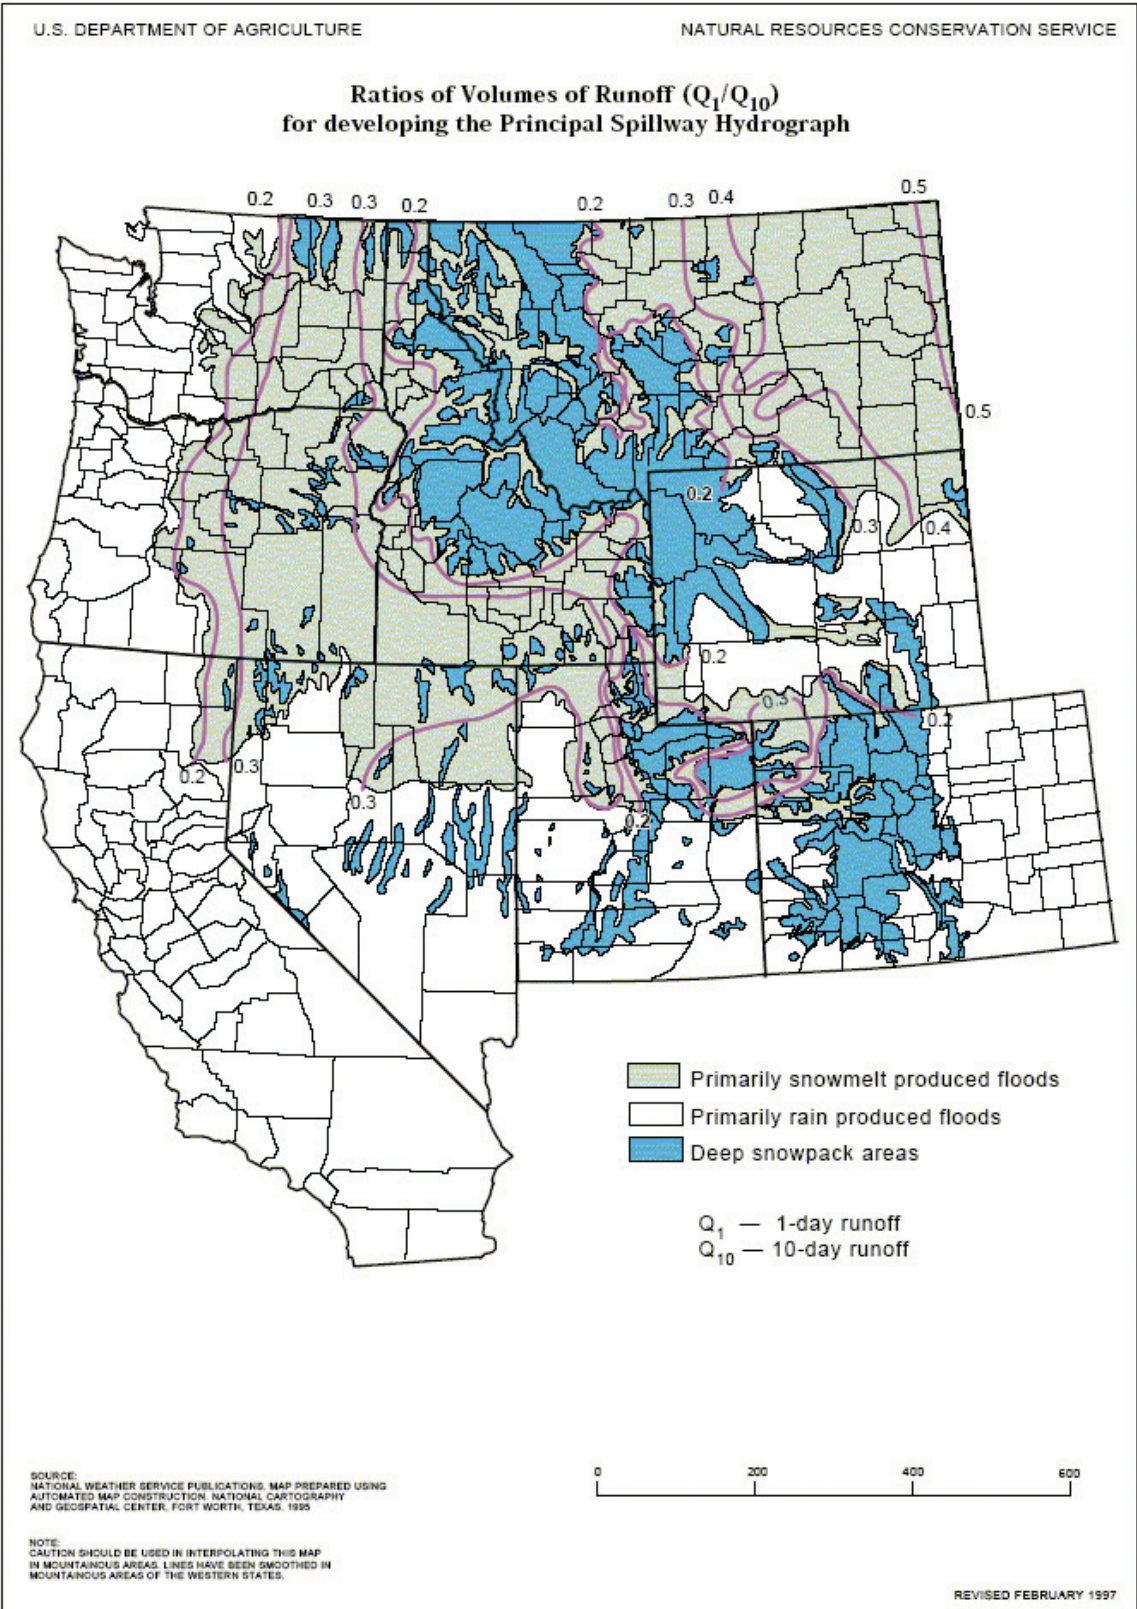 U.S. DEPARTMENT OF AGRICULTURE
NATURAL RESOURCES CONSERVATION SERVICE
Ratios of Volumes of Runoff (Q1/Q10)
for developing the Principal Spillway Hydrograph
0.2 0.3 0.3 0.2 0.2 0.3 0.4 0.5
0.5
0.2
0.3 0.4
0.2
0.3
0.2
0.2 0.3
0.3
0.2
Primarily snowmelt produced floods
Primarily rain produced floods
Deep snowpack areas
Q1 — 1-day runoff
Q10 — 10-day runoff
0 200 400 600
SOURCE:
NATIONAL WEATHER SERVICE PUBLICATIONS. MAP PREPARED USING
AUTOMATED MAP CONSTRUCTION. NATIONAL CARTOGRAPHY
AND GEOSPATIAL CENTER, FORT WORTH, TEXAS. 1995
NOTE:
CAUTION SHOULD BE USED IN INTERPOLATING THIS MAP
IN MOUNTAINOUS AREAS. LINES HAVE BEEN SMOOTHED IN
MOUNTAINOUS AREAS OF THE WESTERN STATES.
REVISED FEBRUARY 1997